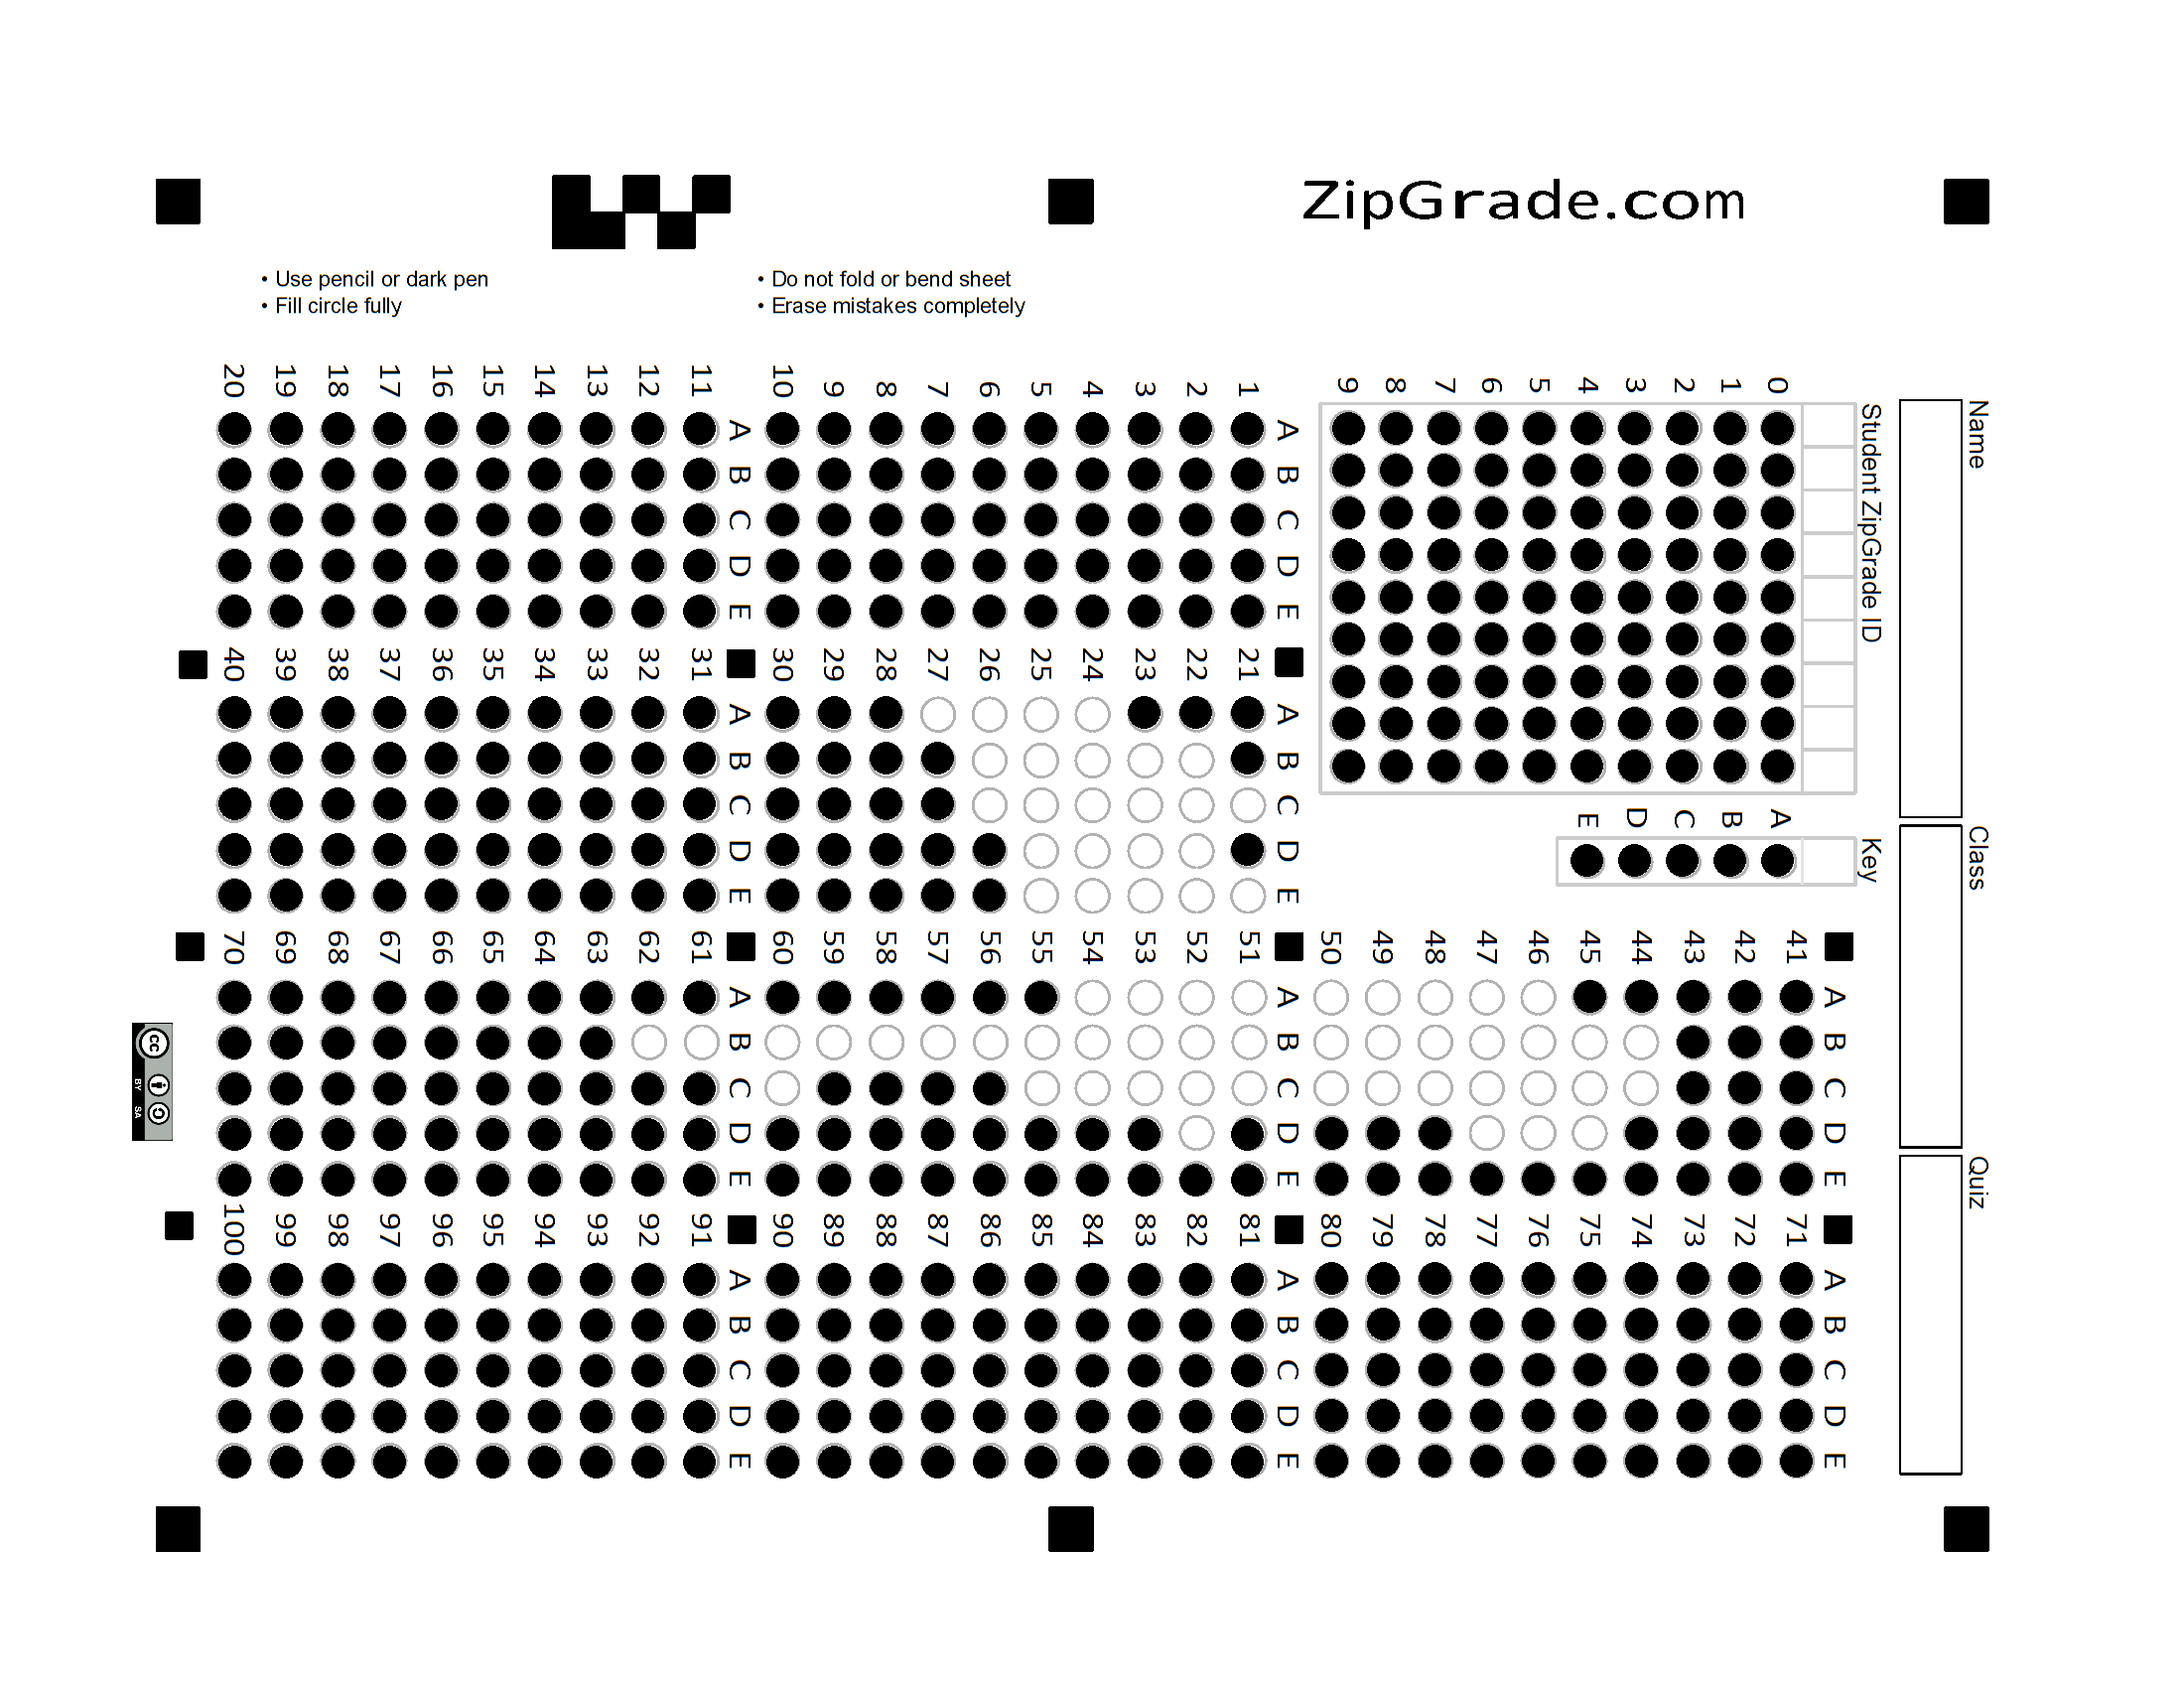 ZipGrade.com
• Use pencil or dark pen
• Fill circle fully
• Do not fold or bend sheet
• Erase mistakes completely
Name
Class
Quiz
Student ZipGrade ID
0 1 2 3 4 5 6 7 8 9
Key
A B C D E
1 2 3 4 5 6 7 8 9 10
A B C D E
11 12 13 14 15 16 17 18 19 20
A B C D E
21 22 23 24 25 26 27 28 29 30
A B C D E
31 32 33 34 35 36 37 38 39 40
A B C D E
41 42 43 44 45 46 47 48 49 50
A B C D E
51 52 53 54 55 56 57 58 59 60
A B C D E
61 62 63 64 65 66 67 68 69 70
A B C D E
71 72 73 74 75 76 77 78 79 80
A B C D E
81 82 83 84 85 86 87 88 89 90
A B C D E
91 92 93 94 95 96 97 98 99 100
A B C D E
cc
BY SA